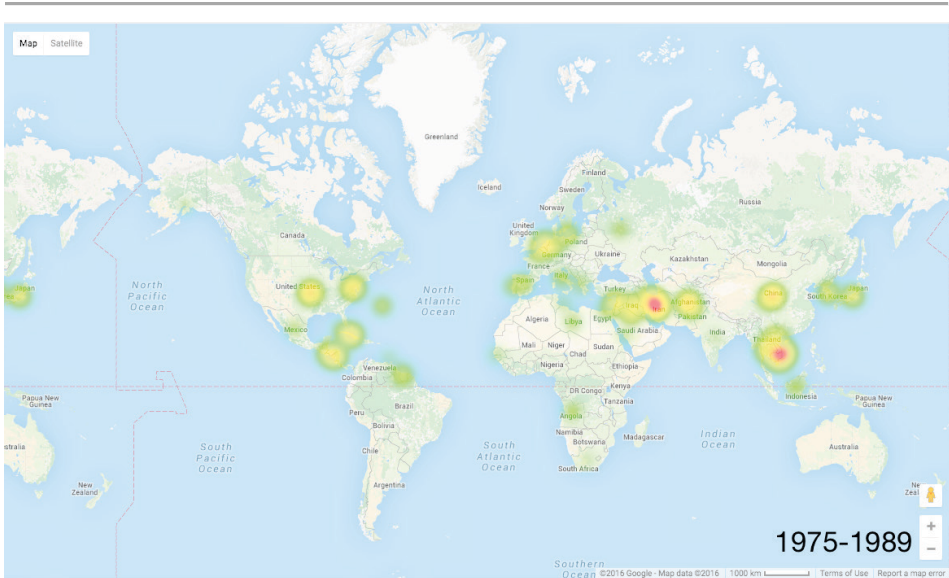 Map Satellite
Greenland
Iceland
Finland
Sweden
Norway
Russia
United
Kingdom
Poland
Canada
Germany
Ukraine
Kazakhstan
Mongolia
France
North
Pacific
Ocean
United States
North
Atlantic
Ocean
Spain
Italy
Turkey
Afghanistan
China
South Korea
Japan
Japan
Iraq
Iran
Pakistan
Algeria
Libya
Egypt
Saudi Arabia
India
Thailand
Mexico
Mali
Niger
Chad
Sudan
Nigeria
Ethiopia
Venezuela
Colombia
DR Congo
Kenya
Tanzania
Indonesia
Papua New
Guinea
Papua New
Guinea
Peru
Brazil
Bolivia
Angola
Namibia
Botswana
Madagascar
South
Pacific
Ocean
Chile
South
Atlantic
Ocean
Indian
Ocean
stralia
Australia
South Africa
New
Zealand
Argentina
Ne
Zeal
1975-1989
+
−
Southern
Ocean
©2016 Google - Map data ©2016 1000 km Terms of Use Report a map error